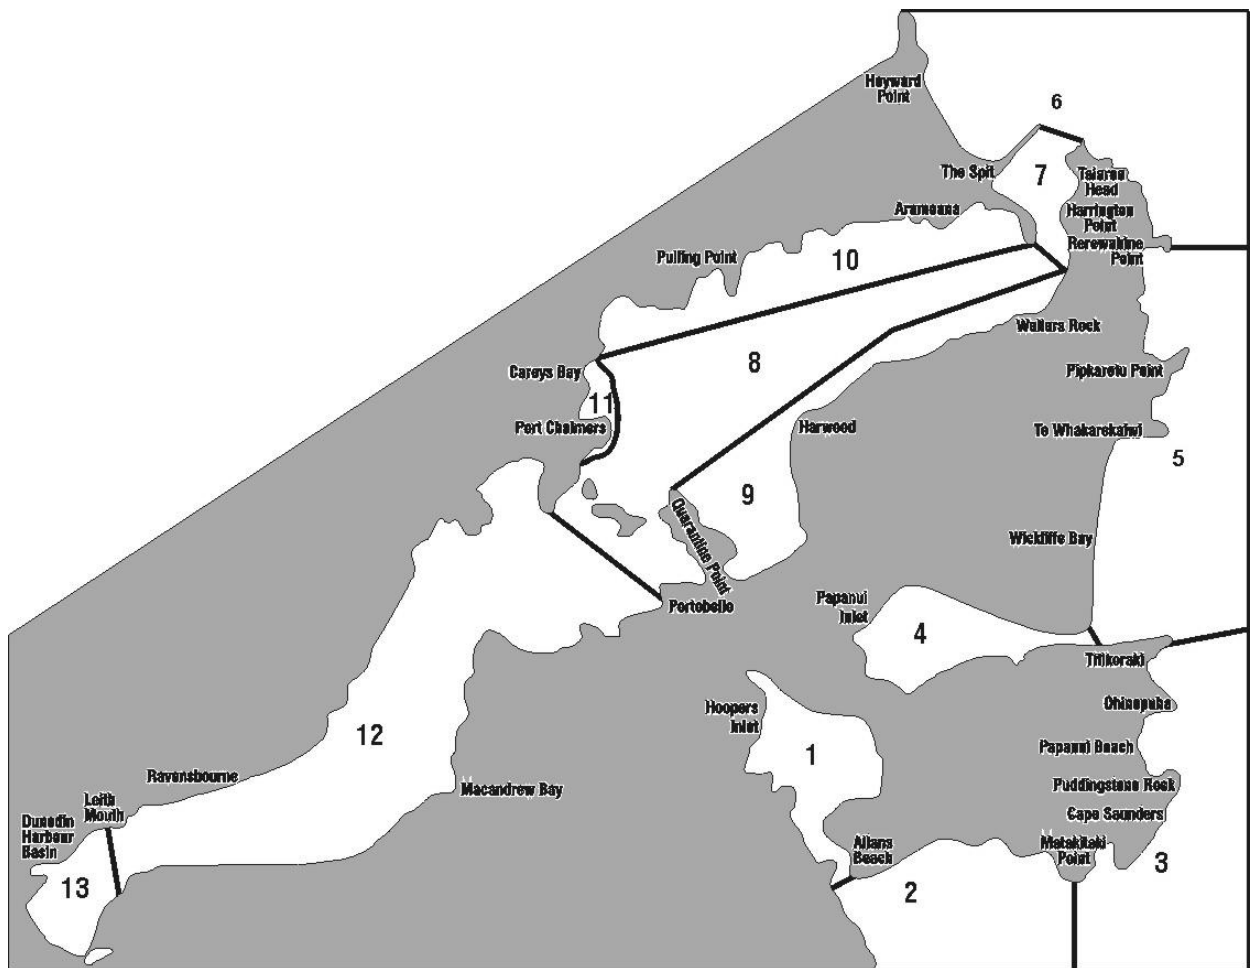 Heyward
Point
6
The Spit
7
Taiaroa
Head
Aramoana
Harrington
Point
Rerewahine
Point
Pulling Point
10
Wellers Rock
8
Careys Bay
Pipikaretu Point
11
Port Chalmers
Harwood
Te Whakarekaiwi
5
9
Quarantine Point
Wickliffe Bay
Portobello
Papanui
Inlet
4
Titikoraki
Hoopers
Inlet
Ohinepuha
12
1
Papanui Beach
Ravensbourne
Macandrew Bay
Puddingstone Rock
Leith
Mouth
Cape Saunders
Dunedin
Harbour
Basin
Allans
Beach
Matakitaki
Point
3
13
2